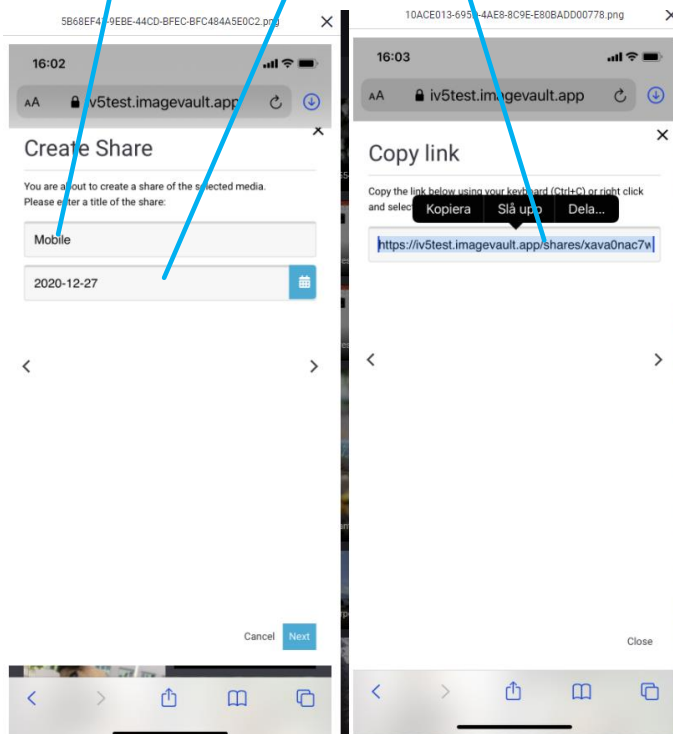 5B68EF4
9EBE-44CD-BFEC-BFC484A5E0C2.png
16:02
AA
v5test.imagevault.app
Create Share
You are about to create a share of the selected media.
Please enter a title of the share:
Mobile
2020-12-27
Cancel Next
10ACE013-695
4AE8-8C9E-E80BADD00778.png
16:03
AA iv5test.imagevault.app
Copy link
Copy the link below using your keyboard (Ctrl+C) or right click
and selec
Kopiera Slå upp Dela...
https://iv5test.imagevault.app/shares/xava0nac7w
Close